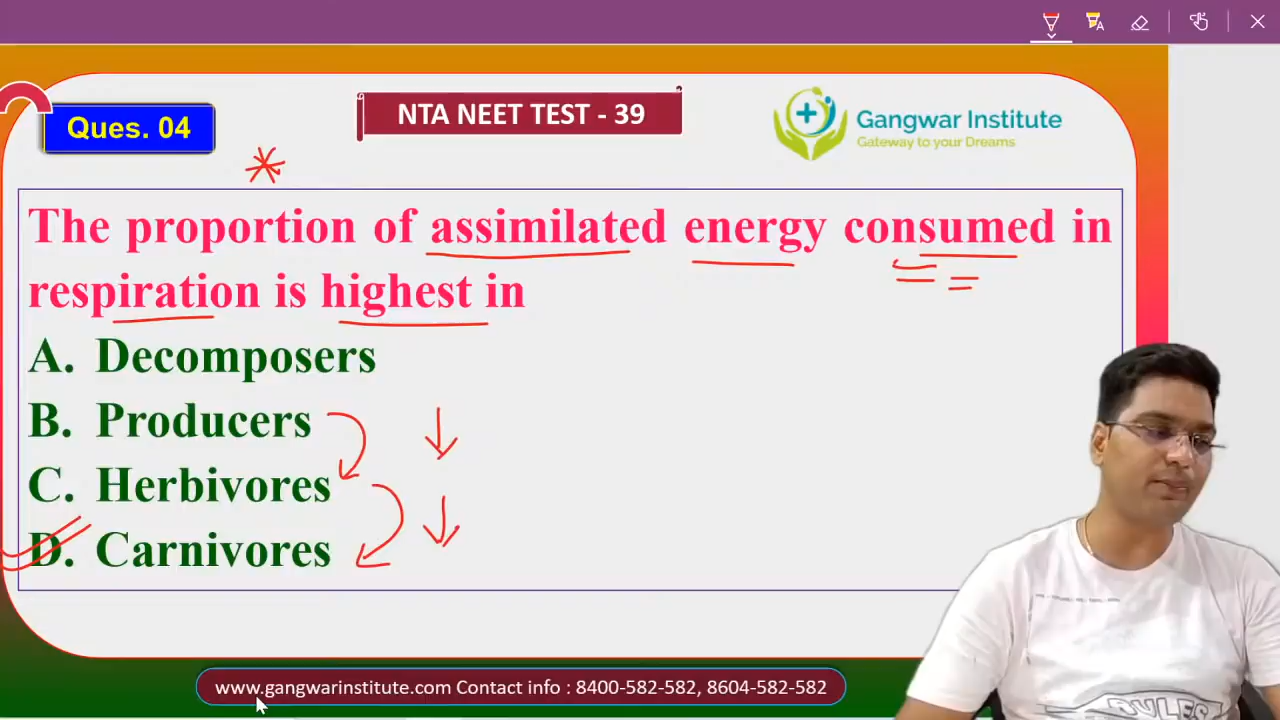 Ques. 04
NTA NEET TEST - 39
Gangwar Institute
Gateway to your Dreams
The proportion of assimilated energy consumed in
respiration is highest in
A. Decomposers
B. Producers
C. Herbivores
D. Carnivores
www.gangwarinstitute.com Contact info : 8400-582-582, 8604-582-582